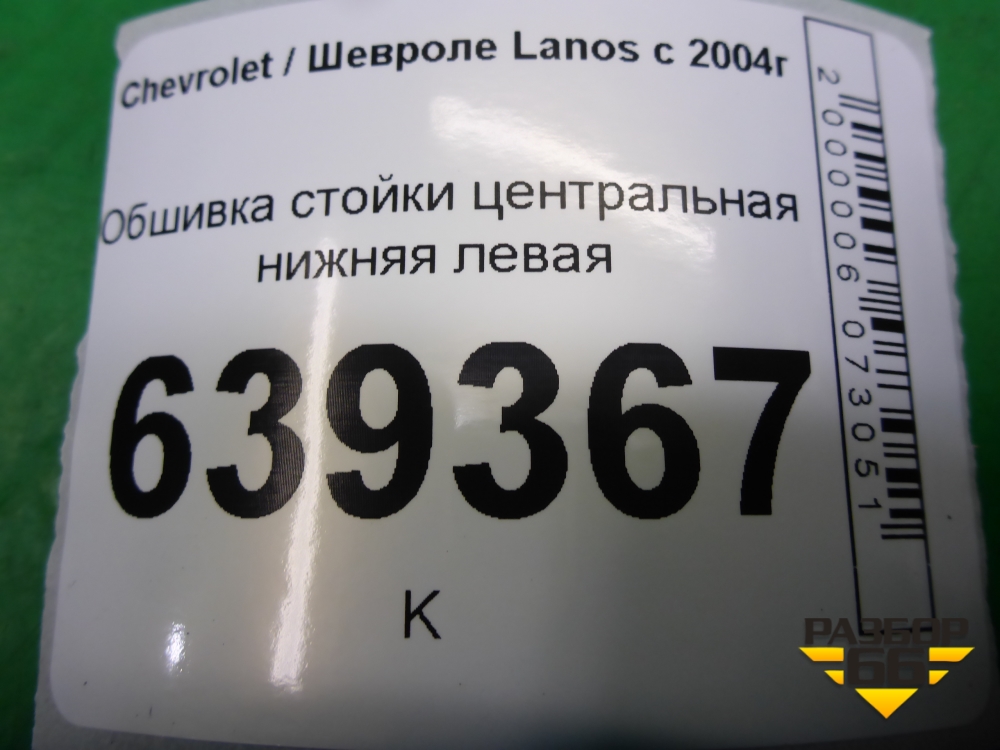 Chevrolet / Шевроле Lanos с 2004г
Обшивка стойки центральная
нижняя левая
639367
К
2000006073051
РАЗБОР
66